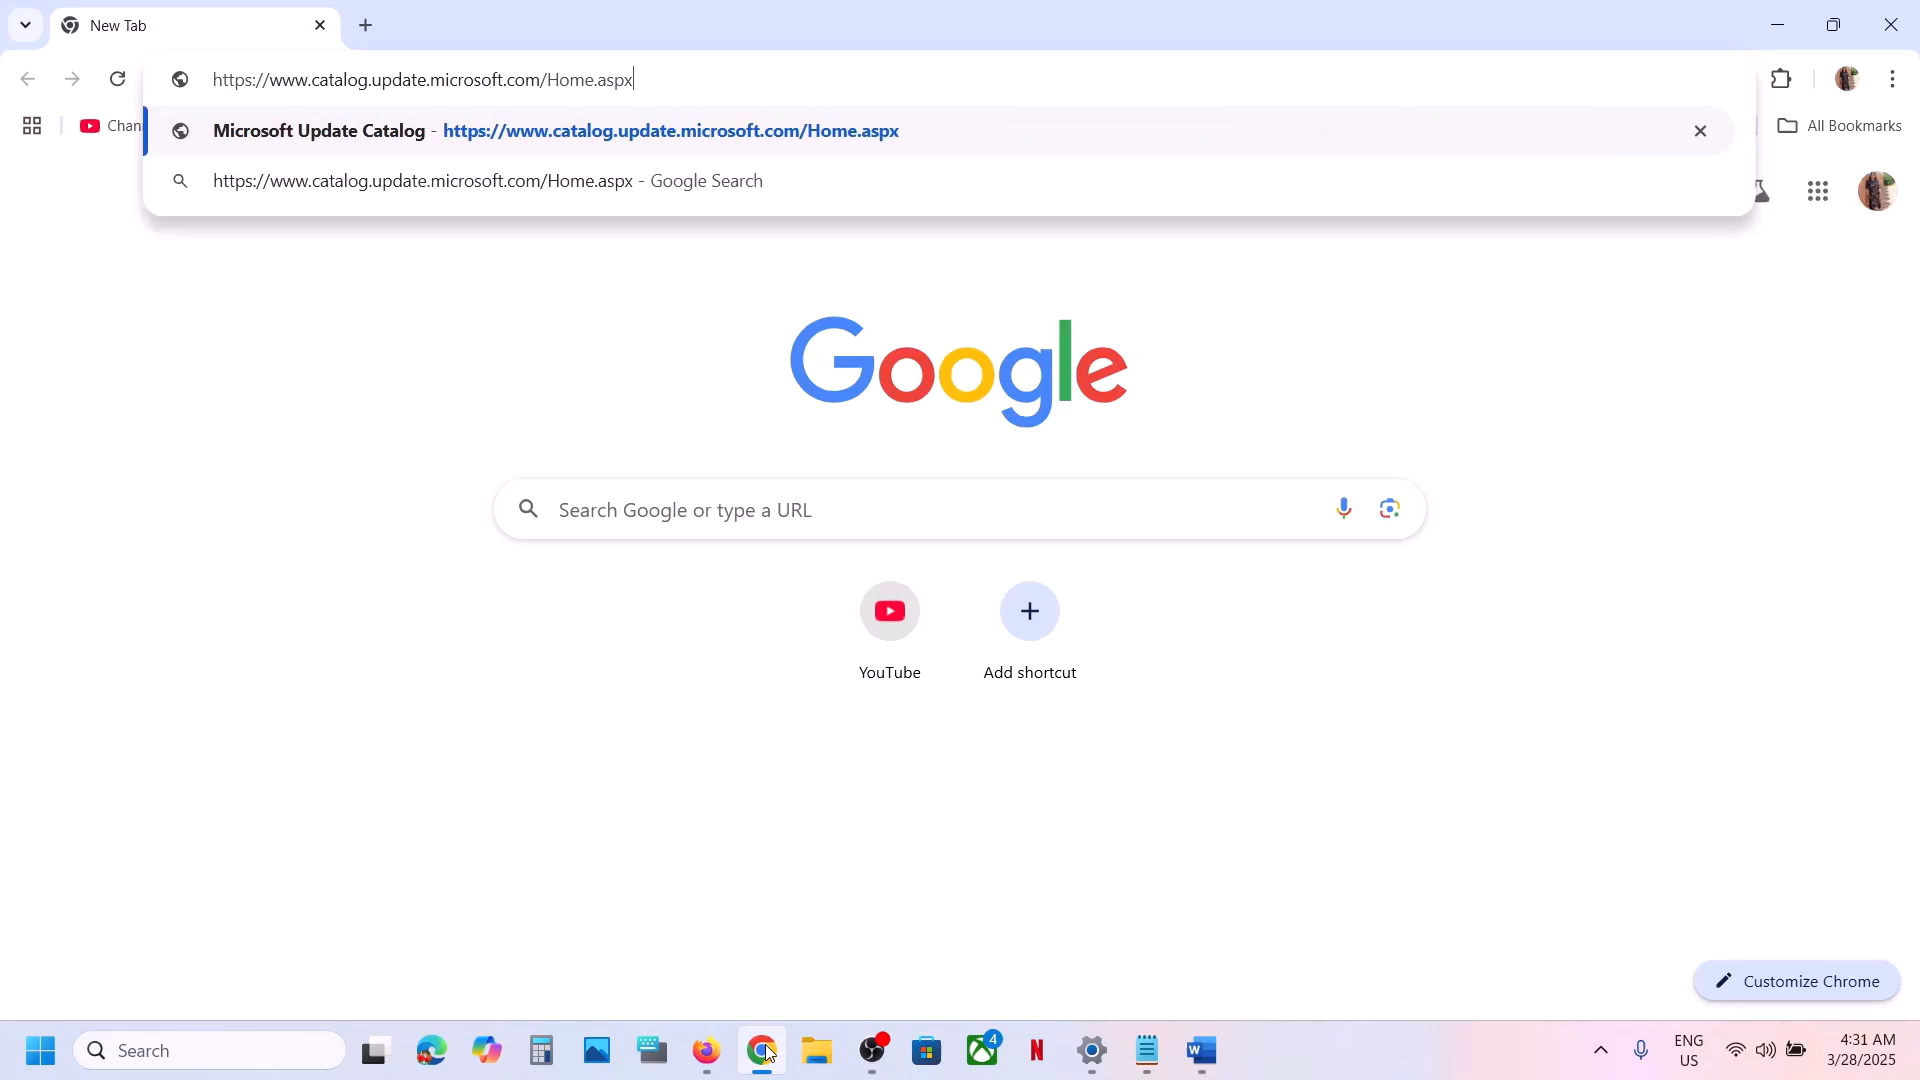 New Tab
https://www.catalog.update.microsoft.com/Home.aspx
Chan
Microsoft Update Catalog - https://www.catalog.update.microsoft.com/Home.aspx
All Bookmarks
https://www.catalog.update.microsoft.com/Home.aspx - Google Search
Google
Search Google or type a URL
YouTube
Add shortcut
Customize Chrome
Search
4
N
W
ENG
US
4:31 AM
3/28/2025